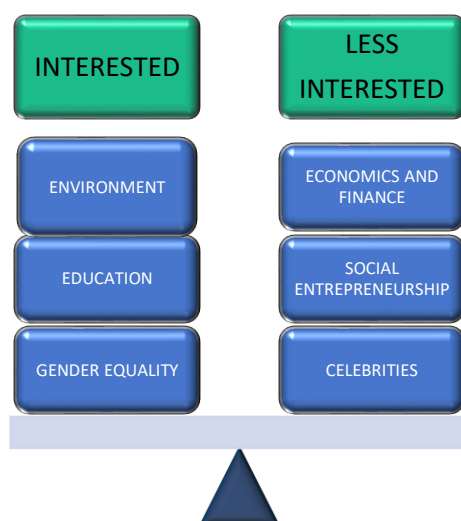 INTERESTED
ENVIRONMENT
EDUCATION
GENDER EQUALITY
LESS
INTERESTED
ECONOMICS AND
FINANCE
SOCIAL
ENTREPRENEURSHIP
CELEBRITIES